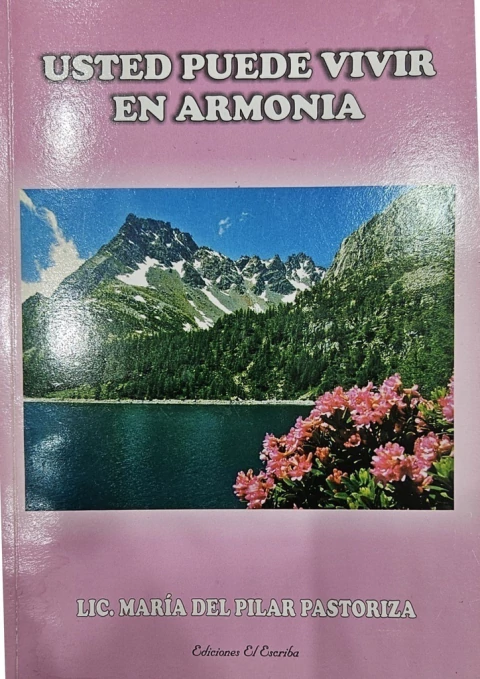 USTED PUEDE VIVIR
EN ARMONIA
LIC. MARÍA DEL PILAR PASTORIZA
Ediciones El Escriba